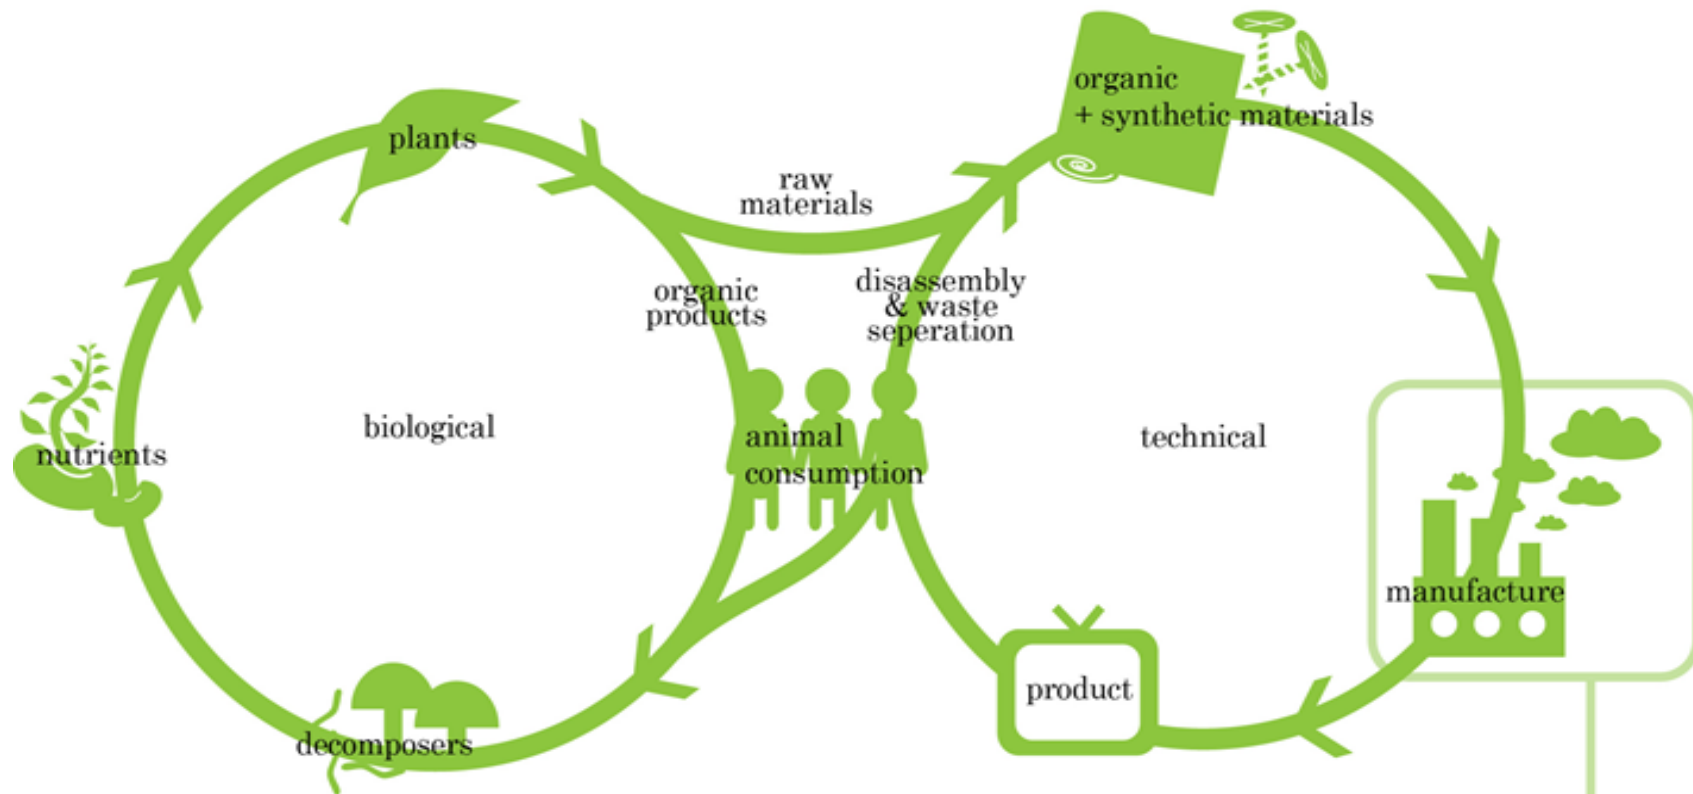 organic
+ synthetic materials
plants
raw
materials
organic
products
disassembly
& waste
seperation
biological
animal
consumption
technical
nutrients
manufacture
product
decomposers